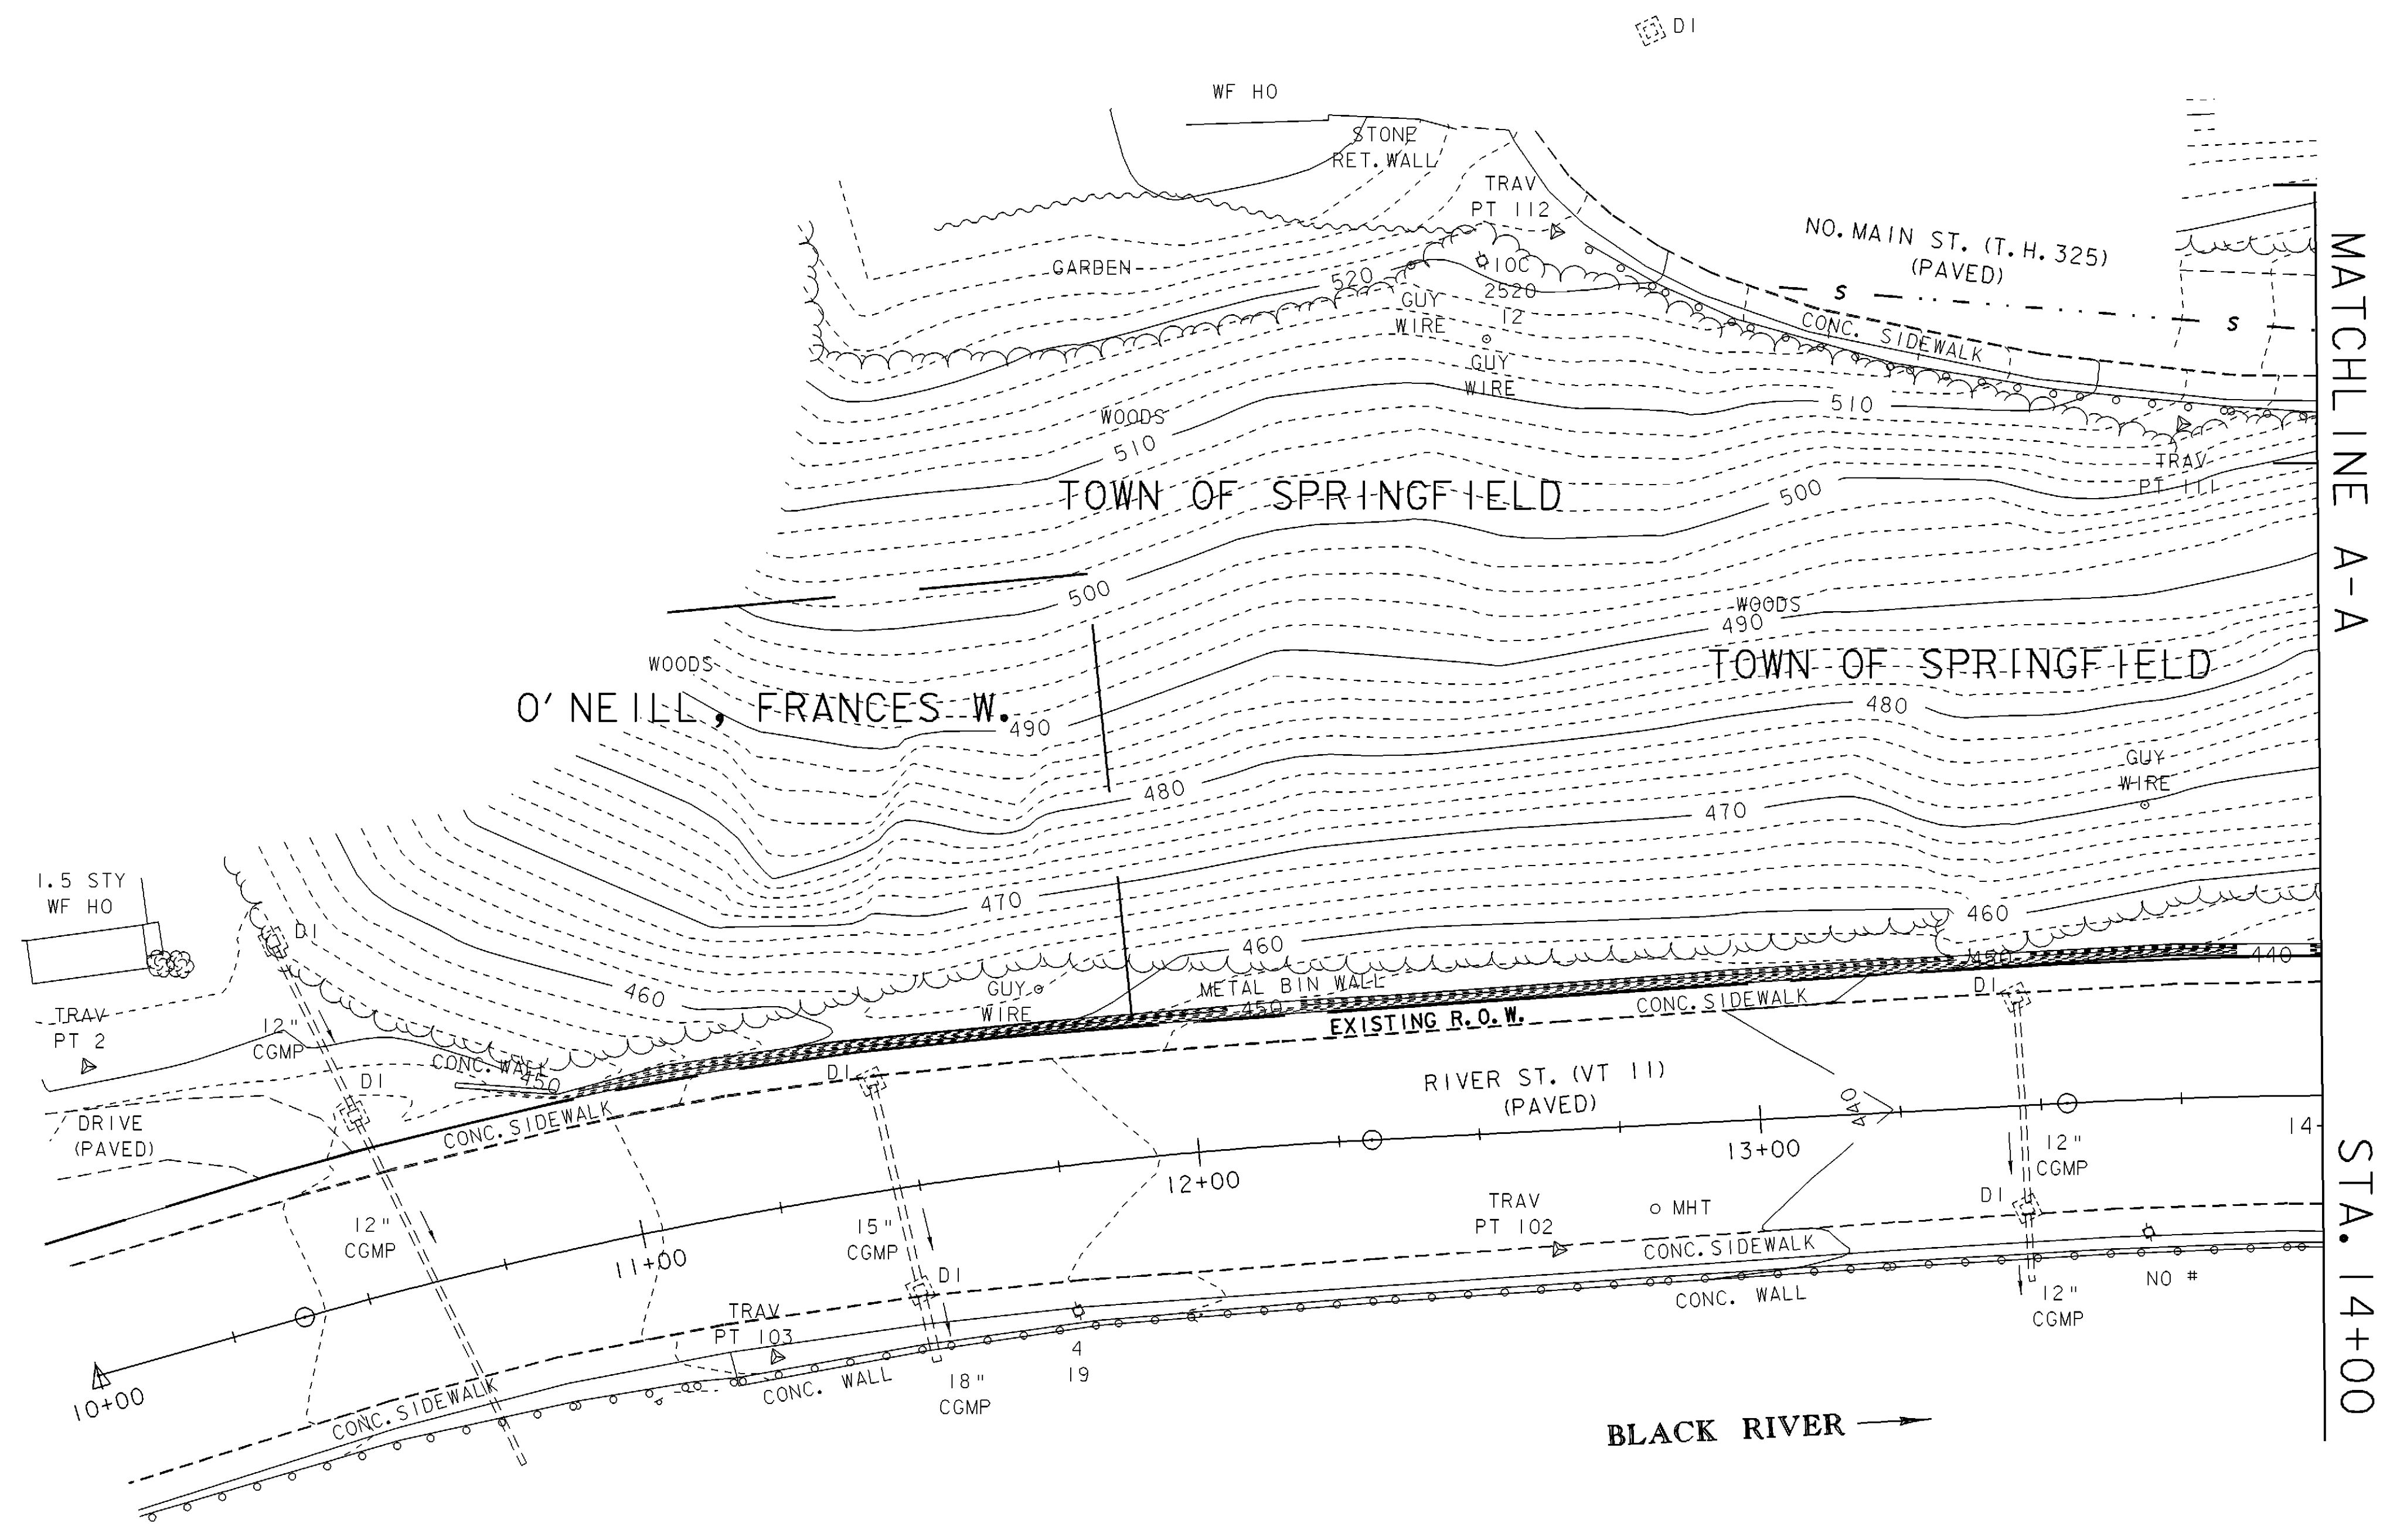 DI
WF HO
STONE
RET. WALL
TRAV
PT 112
NO. MAIN ST. (T. H. 325)
(PAVED)
GARDEN
520
10C
2520
12
GUY
WIRE
S
S
CONC. SIDEWALK
GUY
WIRE
MATCHLINE A-A
WOODS
510
510
TRAV
PT 111
TOWN OF SPRINGFIELD
500
500
WOODS
490
WOODS
TOWN OF SPRINGFIELD
O'NEILL, FRANCES W.
490
480
480
GUY
WIRE
470
1.5 STY
WF HO
470
460
DI
460
460
METAL BIN WALL
450
440
GUY
WIRE
450
CONC. SIDEWALK
DI
EXISTING R.O.W.
TRAV
PT 2
12"
CGMP
CONC. WALL
450
DI
DI
RIVER ST. (VT 11)
(PAVED)
440
DRIVE
(PAVED)
CONC. SIDEWALK
12+00
13+00
14
12"
CGMP
STA. 14+00
12"
CGMP
11+00
15"
CGMP
TRAV
PT 102
MHT
DI
CONC. SIDEWALK
DI
TRAV
PT 103
CONC. WALL
NO #
12"
CGMP
10+00
CONC. SIDEWALK
CONC. WALL
4
19
18"
CGMP
BLACK RIVER